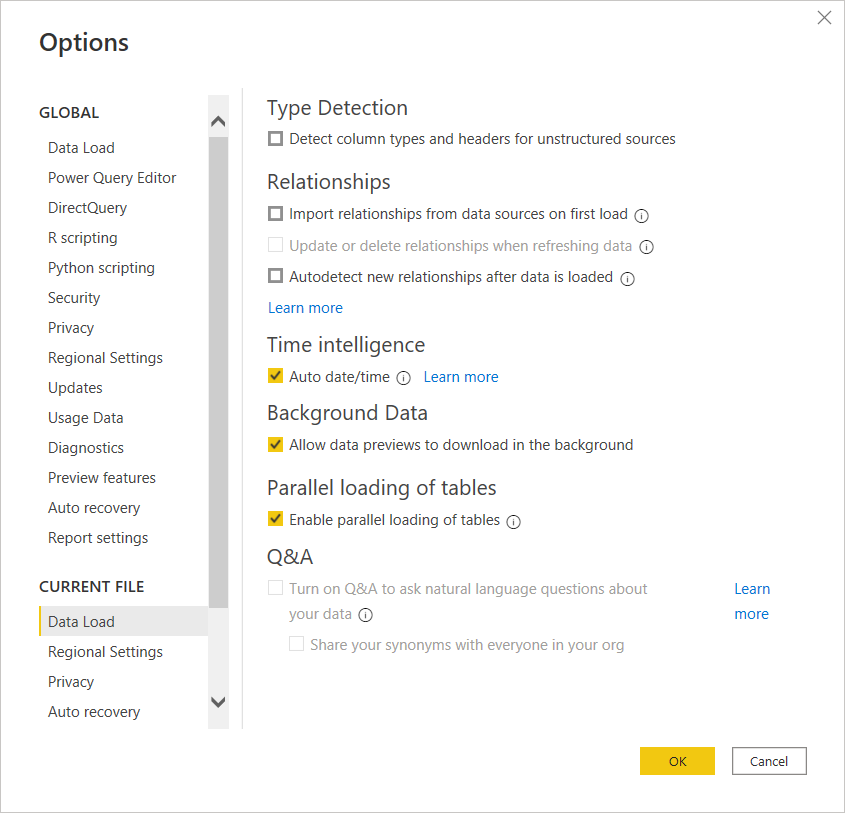 Options
GLOBAL
Data Load
Power Query Editor
DirectQuery
R scripting
Python scripting
Security
Privacy
Regional Settings
Updates
Usage Data
Diagnostics
Preview features
Auto recovery
Report settings
CURRENT FILE
Data Load
Regional Settings
Privacy
Auto recovery
Type Detection
Detect column types and headers for unstructured sources
Relationships
Import relationships from data sources on first load
Update or delete relationships when refreshing data
Autodetect new relationships after data is loaded
Learn more
Time intelligence
Auto date/time Learn more
Background Data
Allow data previews to download in the background
Parallel loading of tables
Enable parallel loading of tables
Q&A
Turn on Q&A to ask natural language questions about
your data
Learn
more
Share your synonyms with everyone in your org
OK
Cancel